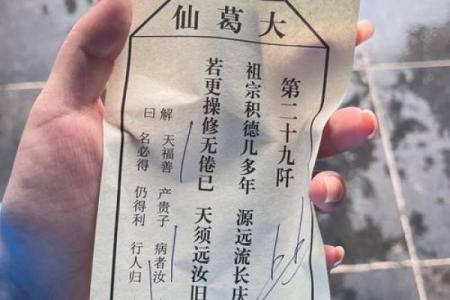 大葛仙
第二十九阡
祖宗积德几多年 源远流长庆
若更操修无倦已 天须远汝旧
解 天福善 产贵子 病者汝
曰 名必得 仍得利 行人归